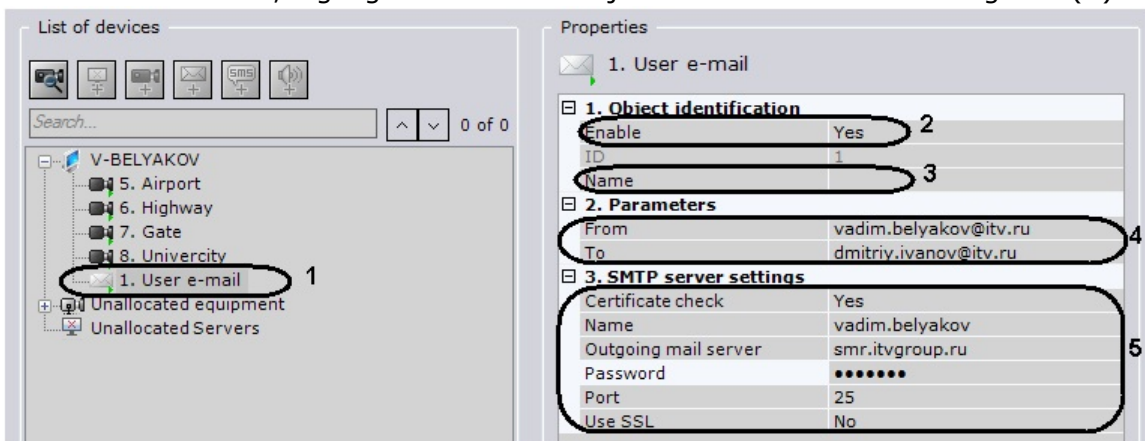 List of devices
SMS
Search...
0 of 0
V-BELYAKOV
5. Airport
6. Highway
7. Gate
8. Univercity
1. User e-mail 1
Unallocated equipment
Unallocated Servers
Properties
1. User e-mail
1. Object identification
Enable Yes 2
ID 1
Name 3
2. Parameters
From vadim.belyakov@itv.ru 4
To dmitriy.ivanov@itv.ru
3. SMTP server settings
Certificate check Yes
Name vadim.belyakov
Outgoing mail server smr.itvgroup.ru 5
Password •••••••
Port 25
Use SSL No